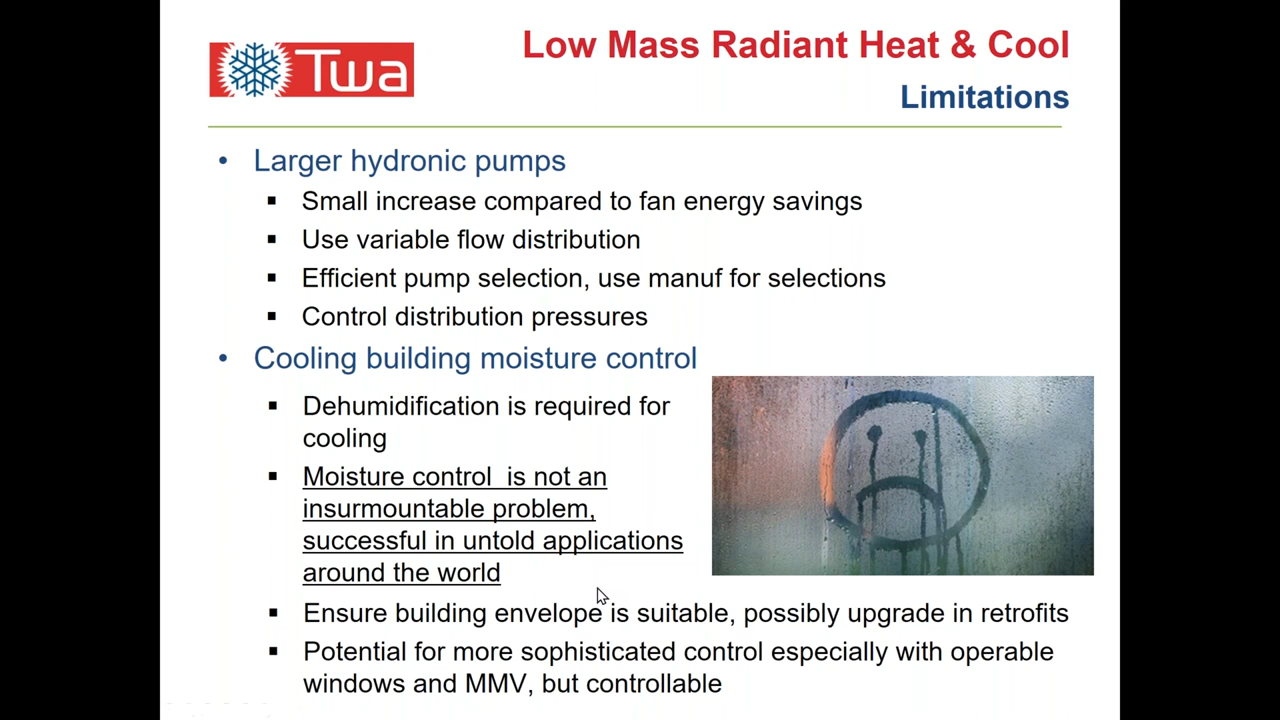 Twa
Low Mass Radiant Heat & Cool
Limitations
• Larger hydronic pumps
▪ Small increase compared to fan energy savings
▪ Use variable flow distribution
▪ Efficient pump selection, use manuf for selections
▪ Control distribution pressures
• Cooling building moisture control
▪ Dehumidification is required for
cooling
▪ Moisture control  is not an
insurmountable problem,
successful in untold applications
around the world
▪ Ensure building envelope is suitable, possibly upgrade in retrofits
▪ Potential for more sophisticated control especially with operable
windows and MMV, but controllable